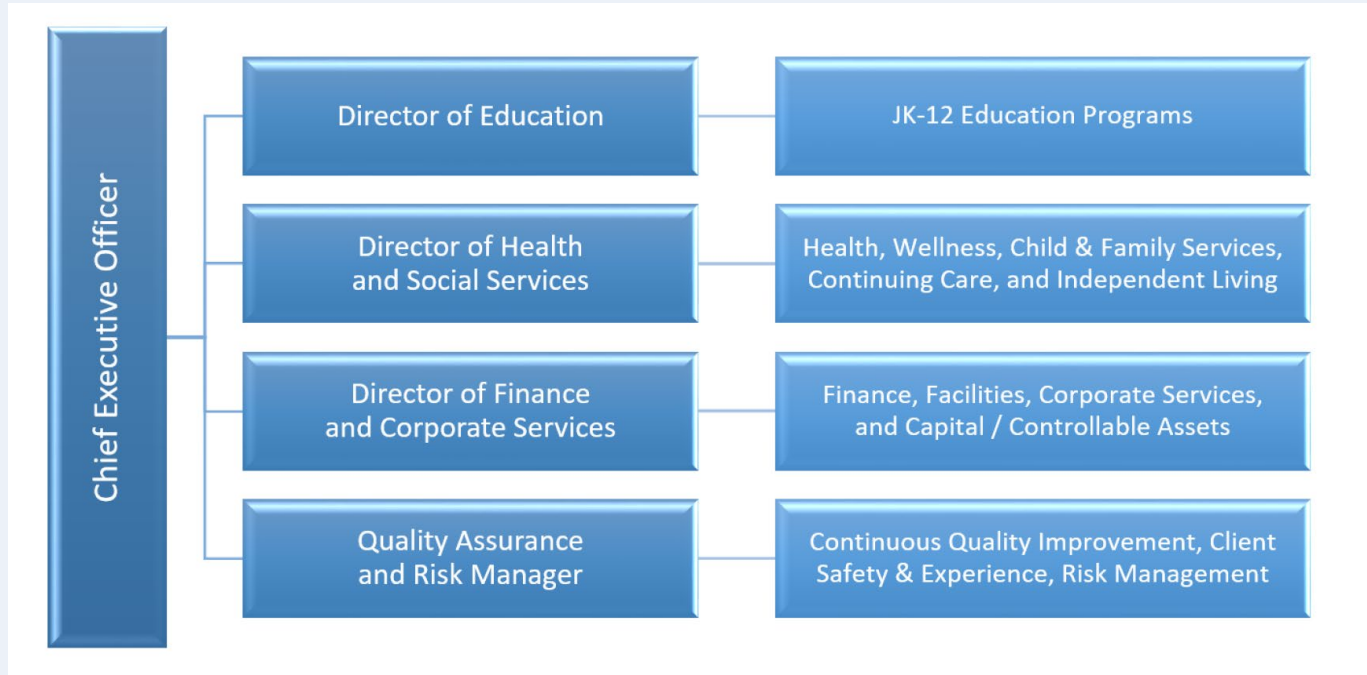 Chief Executive Officer
Director of Education
JK-12 Education Programs
Director of Health
and Social Services
Health, Wellness, Child & Family Services,
Continuing Care, and Independent Living
Director of Finance
and Corporate Services
Finance, Facilities, Corporate Services,
and Capital / Controllable Assets
Quality Assurance
and Risk Manager
Continuous Quality Improvement, Client
Safety & Experience, Risk Management